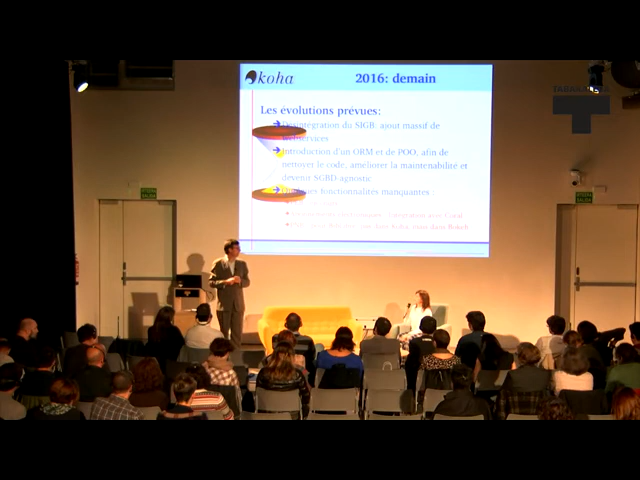 koha
2016: demain
Les évolutions prévues:
Désintégration du SIGB: ajout massif de
webservices
Introduction d'un ORM et de POO, afin de
nettoyer le code, améliorer la maintenabilité et
devenir SGBD-agnostic
fonctionnalités manquantes :
TABAKALERA